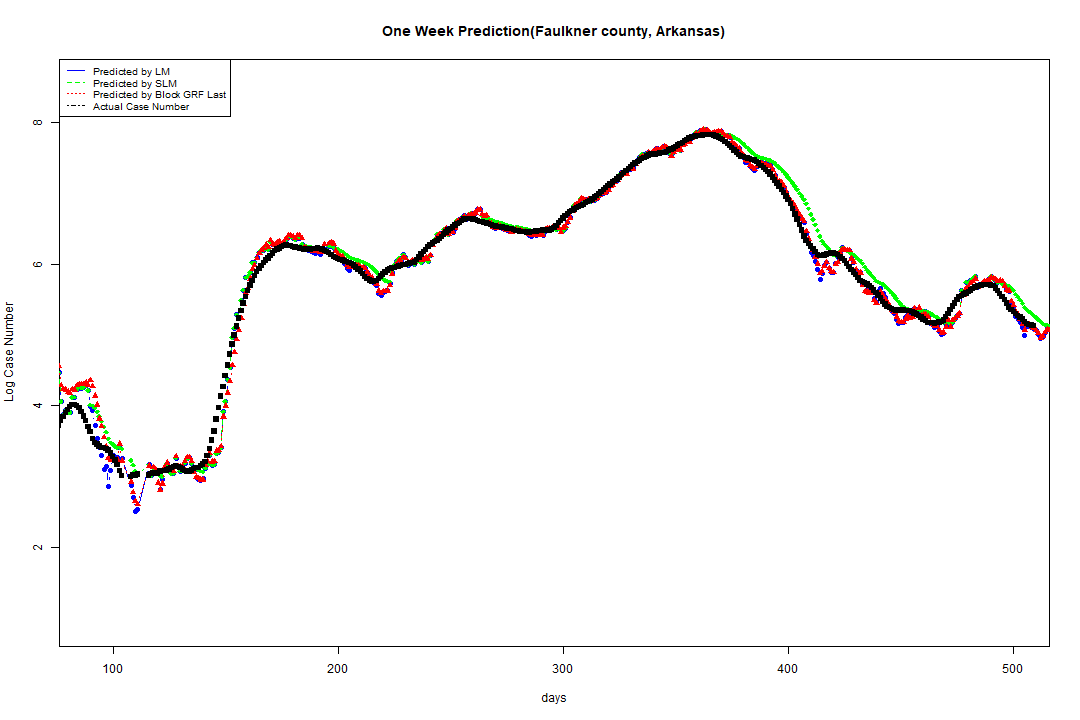 One Week Prediction(Faulkner county, Arkansas)
Predicted by LM
Predicted by SLM
Predicted by Block GRF Last
Actual Case Number
8
6
4
2
Log Case Number
100 200 300 400 500
days